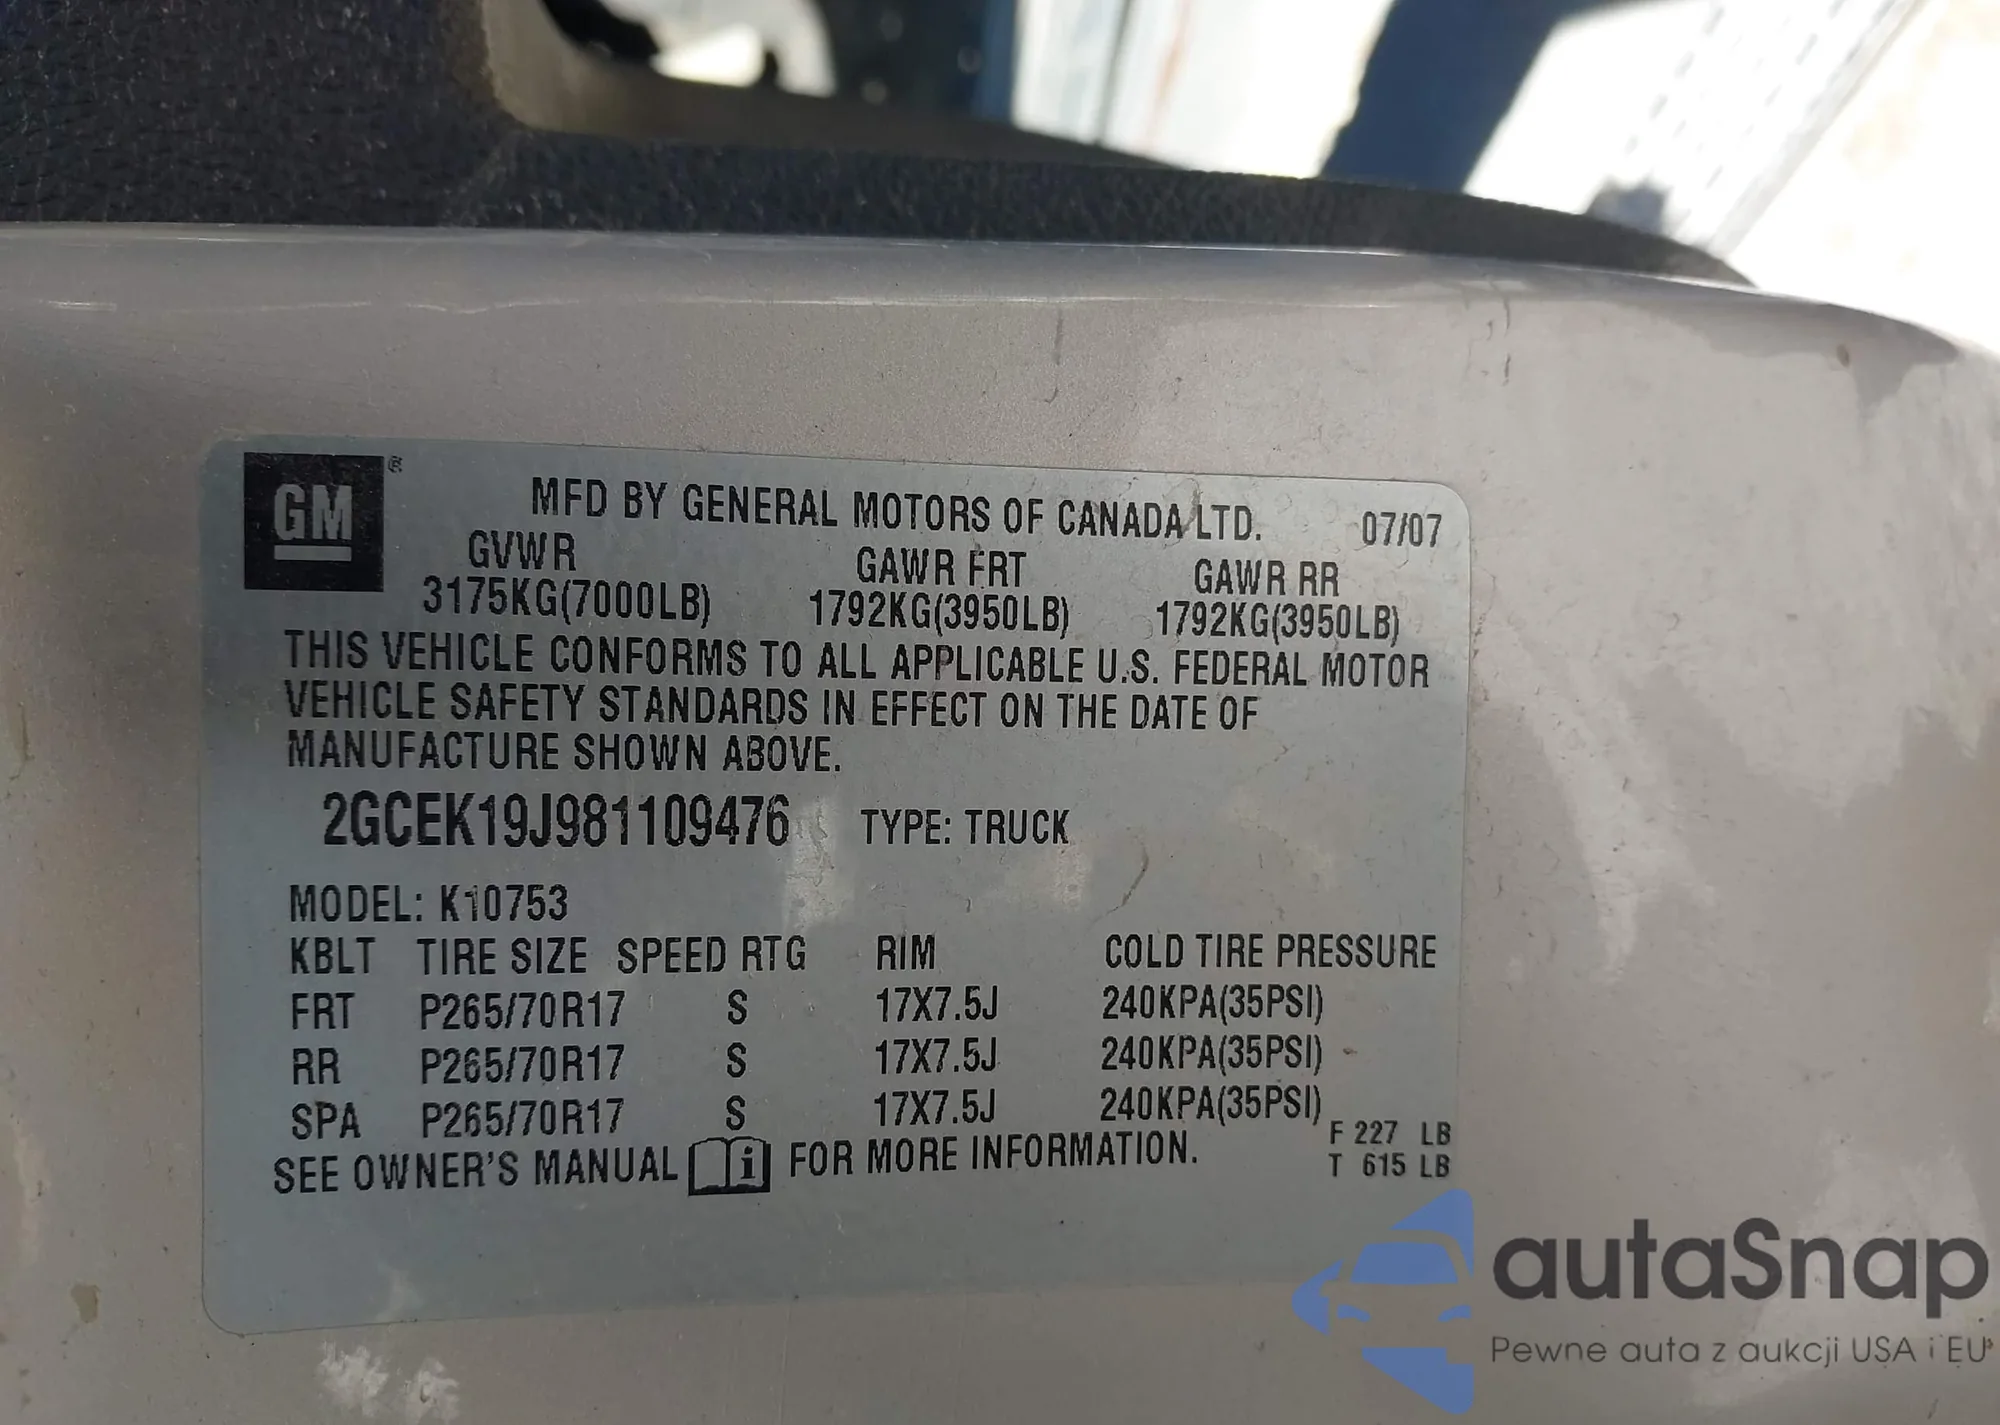 GM®
MFD BY GENERAL MOTORS OF CANADA LTD. 07/07
GVWR GAWR FRT GAWR RR
3175KG(7000LB) 1792KG(3950LB) 1792KG(3950LB)
THIS VEHICLE CONFORMS TO ALL APPLICABLE U.S. FEDERAL MOTOR
VEHICLE SAFETY STANDARDS IN EFFECT ON THE DATE OF
MANUFACTURE SHOWN ABOVE.
2GCEK19J981109476 TYPE: TRUCK
MODEL: K10753
KBLT TIRE SIZE SPEED RTG RIM COLD TIRE PRESSURE
FRT P265/70R17 S 17X7.5J 240KPA(35PSI)
RR P265/70R17 S 17X7.5J 240KPA(35PSI)
SPA P265/70R17 S 17X7.5J 240KPA(35PSI)
SEE OWNER'S MANUAL i FOR MORE INFORMATION.
F 227 LB
T 615 LB
autaSnap
Pewne auta z aukcji USA i EU